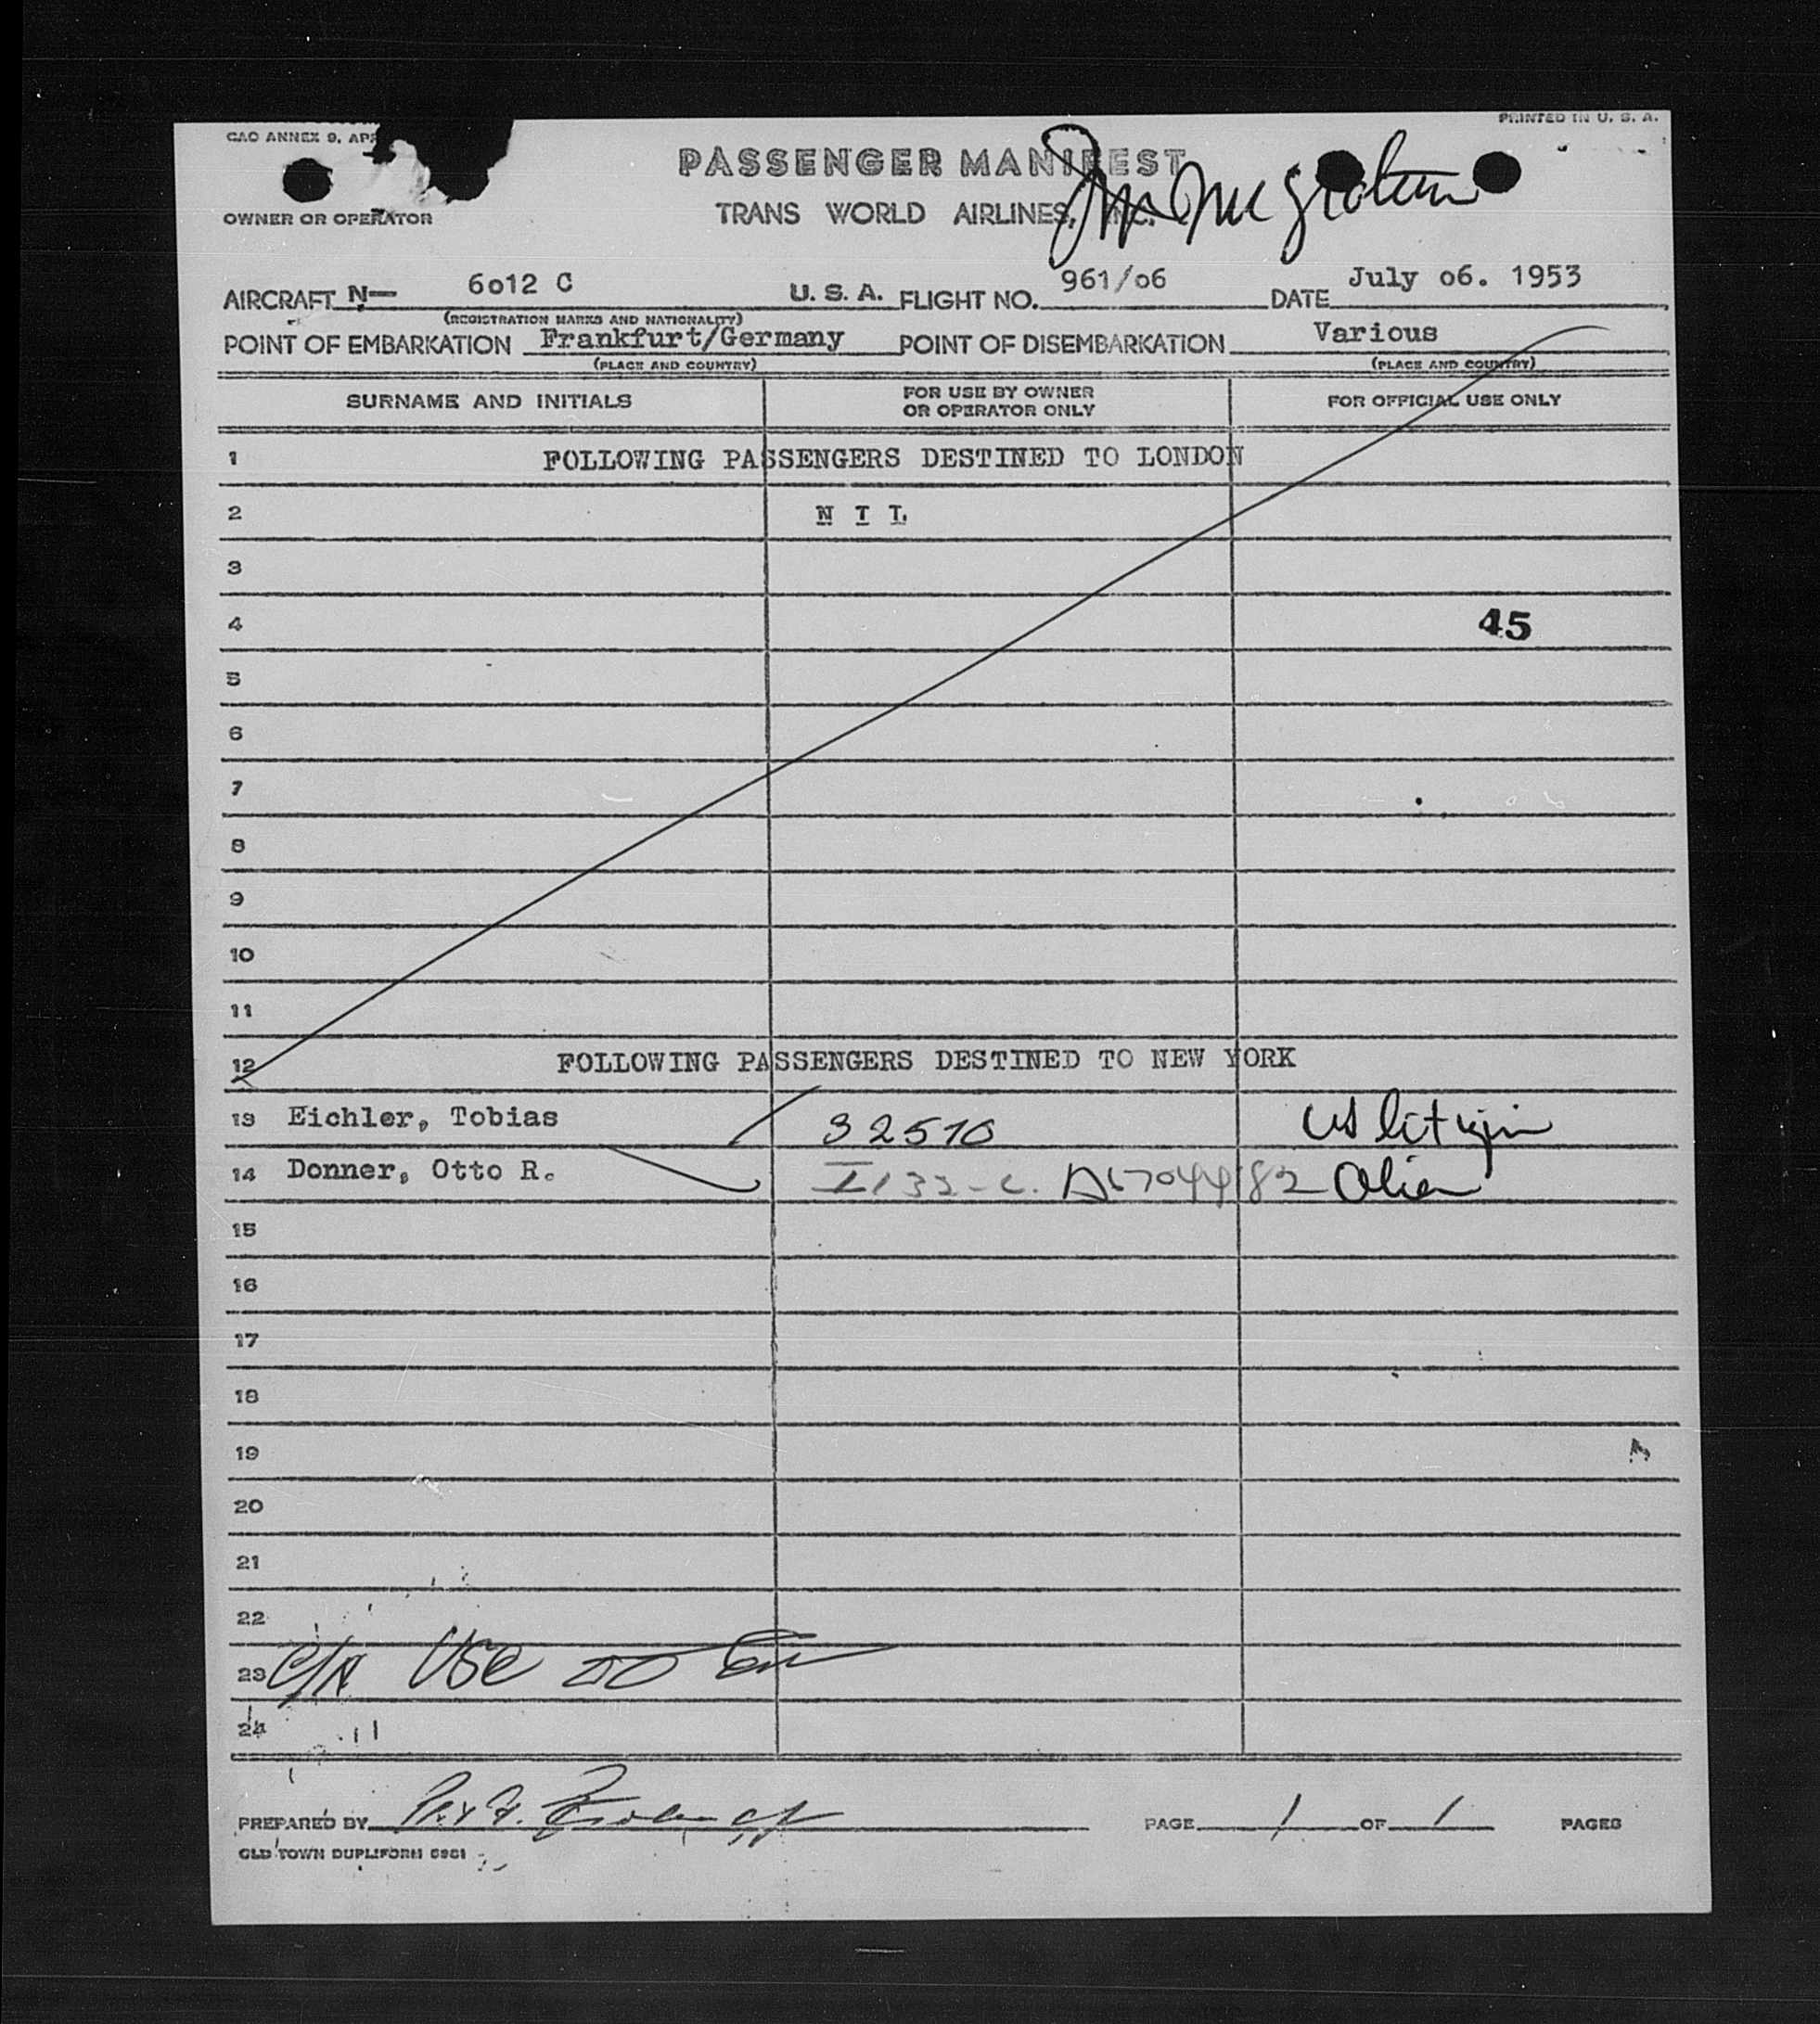 CAO ANNEX 9, AP
PRINTED IN U. S. A.
PASSENGER MANIFEST
OWNER OR OPERATOR
TRANS WORLD AIRLINES, INC.
AIRCRAFT N— 6o12 C U. S. A. FLIGHT NO. 961/o6 DATE July o6. 1953
(REGISTRATION MARKS AND NATIONALITY)
POINT OF EMBARKATION Frankfurt/Germany POINT OF DISEMBARKATION Various
(PLACE AND COUNTRY) (PLACE AND COUNTRY)
SURNAME AND INITIALS FOR USE BY OWNER OR OPERATOR ONLY FOR OFFICIAL USE ONLY
1 FOLLOWING PASSENGERS DESTINED TO LONDON
2 N I L
3
4 45
5
6
7
8
9
10
11
12 FOLLOWING PASSENGERS DESTINED TO NEW YORK
13 Eichler, Tobias 32510 US Citizen
14 Donner, Otto R. I 132-c. A6704482 Alien
15
16
17
18
19
20
21
22
23
24
PREPARED BY PAGE 1 OF 1 PAGES
OLD TOWN DUPLIFORM 5981